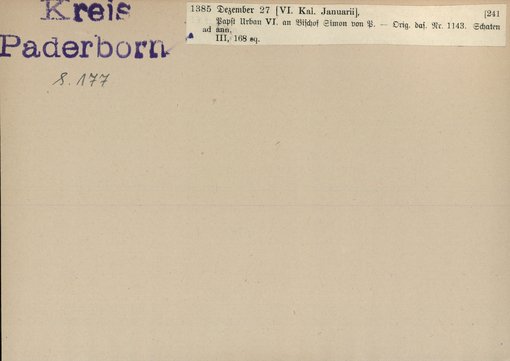 Kreis
Paderborn
S. 177
1385 Dezember 27 [VI. Kal. Januarii]. [241
Papst Urban VI. an Bischof Simon von P. — Orig. das. Nr. 1143. Schaten
ad ann.
III, 168 sq.